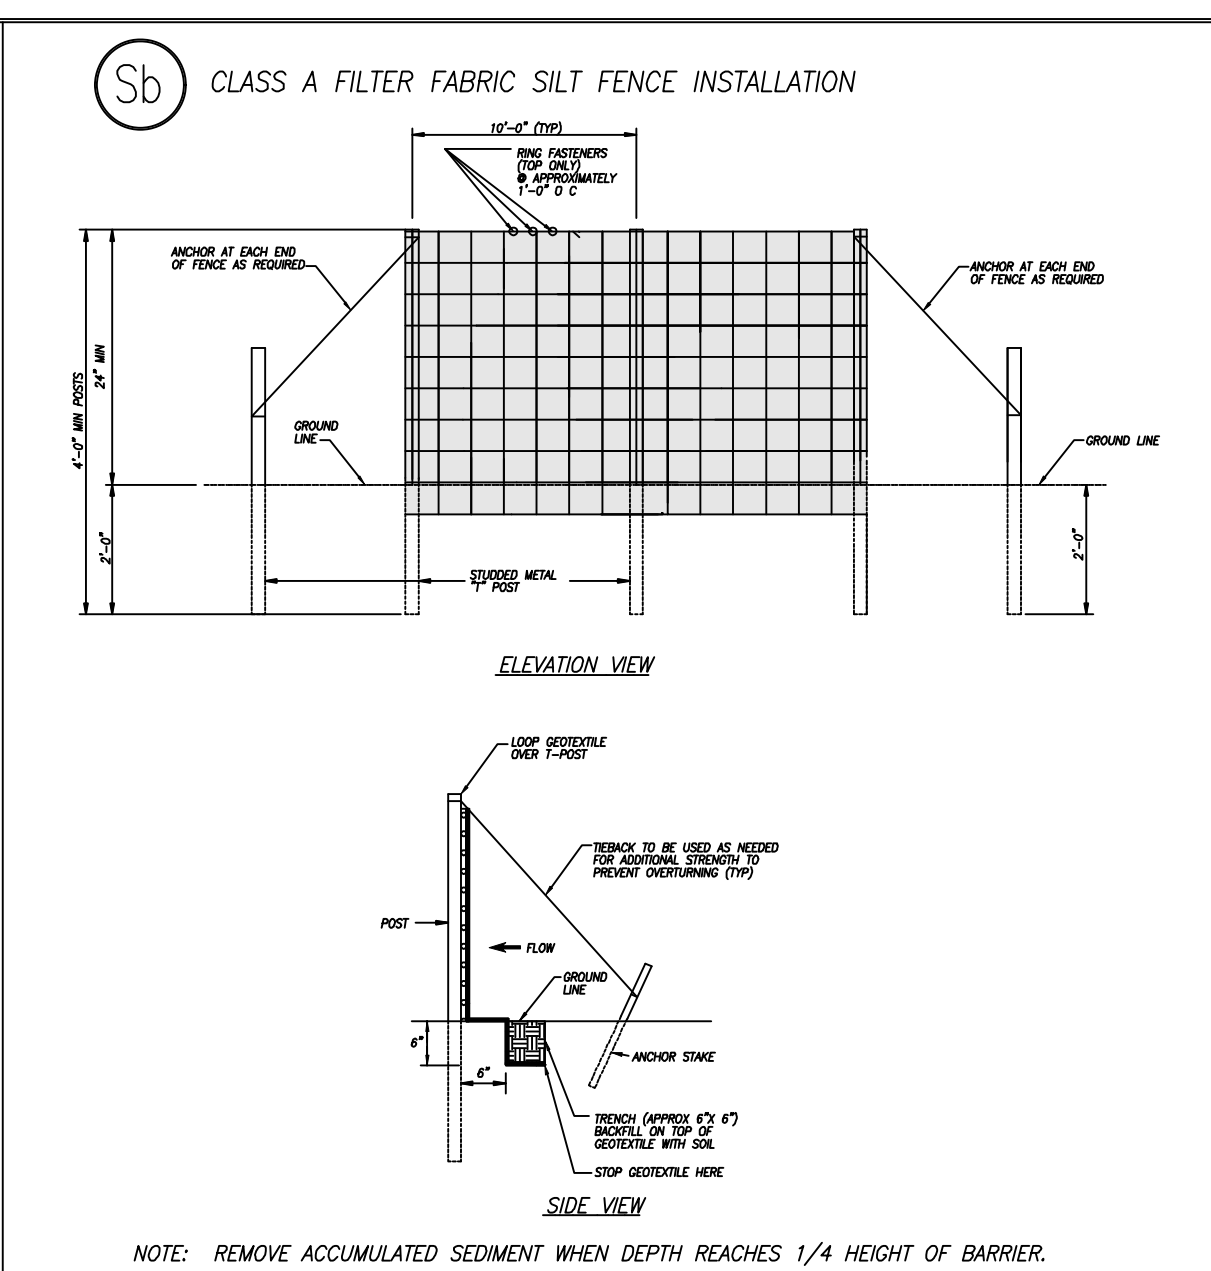 Sb
CLASS A FILTER FABRIC SILT FENCE INSTALLATION
10'-0" (TYP)
RING FASTENERS
(TOP ONLY)
@ APPROXIMATELY
1'-0" O C
ANCHOR AT EACH END
OF FENCE AS REQUIRED
ANCHOR AT EACH END
OF FENCE AS REQUIRED
4'-0" MIN POSTS
24" MIN
GROUND
LINE
GROUND LINE
2'-0"
2'-0"
STUDDED METAL
"T" POST
ELEVATION VIEW
LOOP GEOTEXTILE
OVER T-POST
TIEBACK TO BE USED AS NEEDED
FOR ADDITIONAL STRENGTH TO
PREVENT OVERTURNING (TYP)
POST
FLOW
GROUND
LINE
6"
6"
ANCHOR STAKE
TRENCH (APPROX 6"X 6")
BACKFILL ON TOP OF
GEOTEXTILE WITH SOIL
STOP GEOTEXTILE HERE
SIDE VIEW
NOTE: REMOVE ACCUMULATED SEDIMENT WHEN DEPTH REACHES 1/4 HEIGHT OF BARRIER.